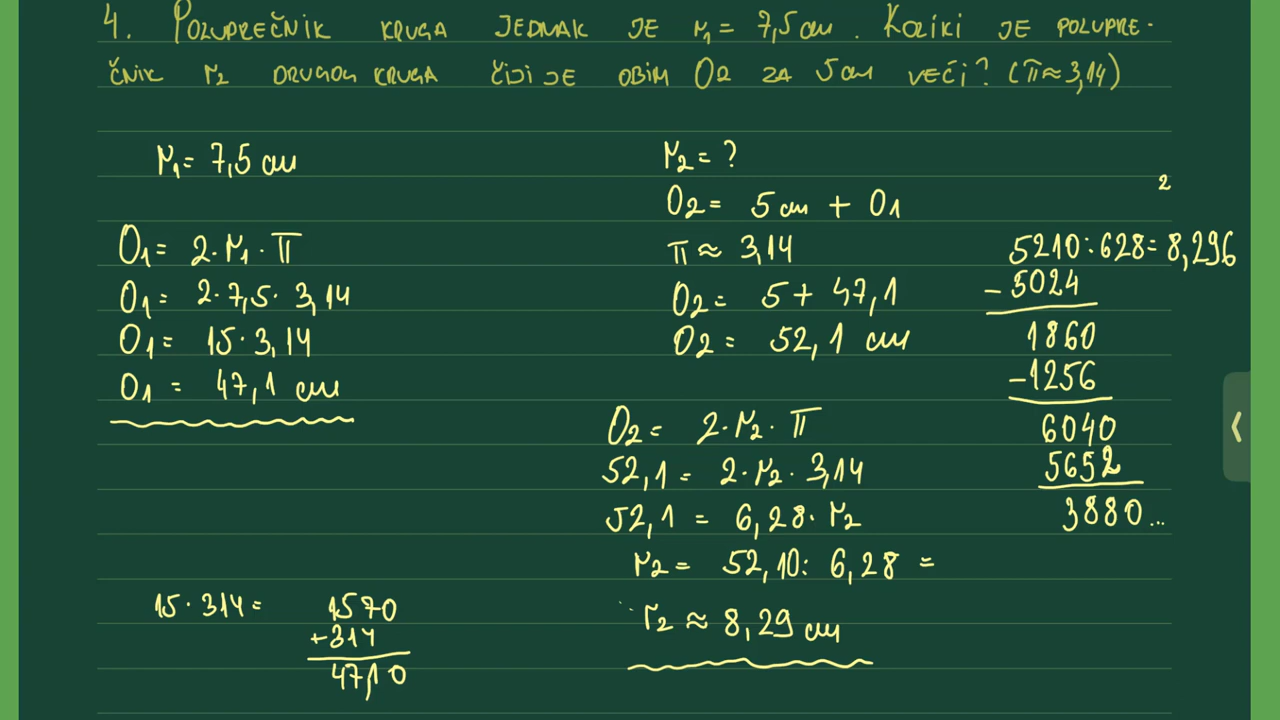 4. POLUPREČNIK KRUGA JEDNAK JE r₁ = 7,5 cm. KOLIKI JE POLUPRE-
ČNIK r₂ DRUGOG KRUGA ČIJI JE OBIM O₂ ZA 5 cm VEĆI? (π ≈ 3,14)
r₁ = 7,5 cm
O₁ = 2 · r₁ · π
O₁ = 2 · 7,5 · 3,14
O₁ = 15 · 3,14
O₁ = 47,1 cm
15 · 314 =
1570
+314
47,10
r₂ = ?
O₂ = 5 cm + O₁
π ≈ 3,14
O₂ = 5 + 47,1
O₂ = 52,1 cm
O₂ = 2 · r₂ · π
52,1 = 2 · r₂ · 3,14
52,1 = 6,28 · r₂
r₂ = 52,10 : 6,28 =
r₂ ≈ 8,29 cm
2
5210 : 628 = 8,296
- 5024
1860
- 1256
6040
5652
3880...